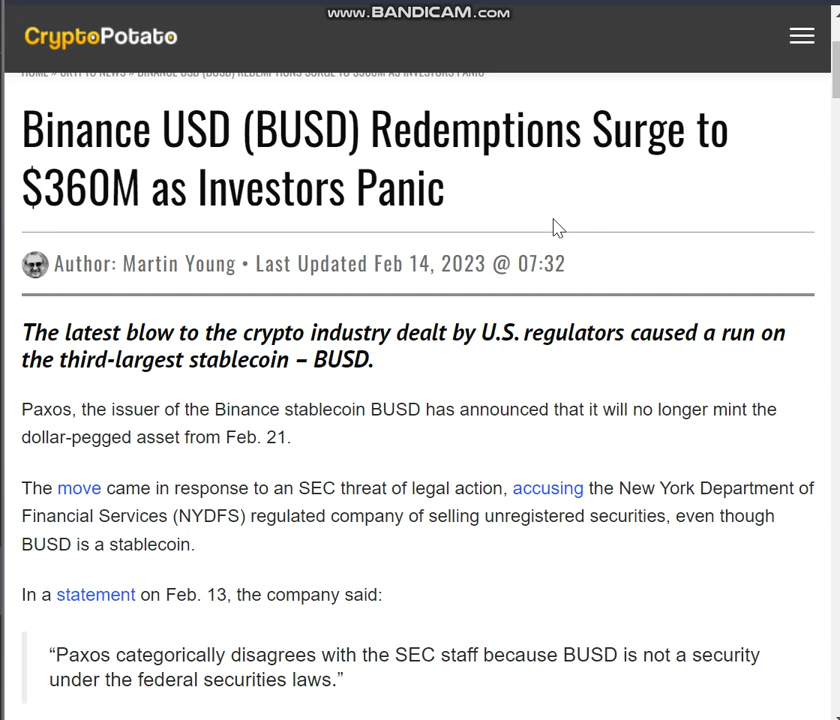 www.BANDICAM.com
CryptoPotato
HOME » CRYPTO NEWS » BINANCE USD (BUSD) REDEMPTIONS SURGE TO $360M AS INVESTORS PANIC
Binance USD (BUSD) Redemptions Surge to
$360M as Investors Panic
Author: Martin Young • Last Updated Feb 14, 2023 @ 07:32
The latest blow to the crypto industry dealt by U.S. regulators caused a run on
the third-largest stablecoin – BUSD.
Paxos, the issuer of the Binance stablecoin BUSD has announced that it will no longer mint the
dollar-pegged asset from Feb. 21.
The move came in response to an SEC threat of legal action, accusing the New York Department of
Financial Services (NYDFS) regulated company of selling unregistered securities, even though
BUSD is a stablecoin.
In a statement on Feb. 13, the company said:
“Paxos categorically disagrees with the SEC staff because BUSD is not a security
under the federal securities laws.”